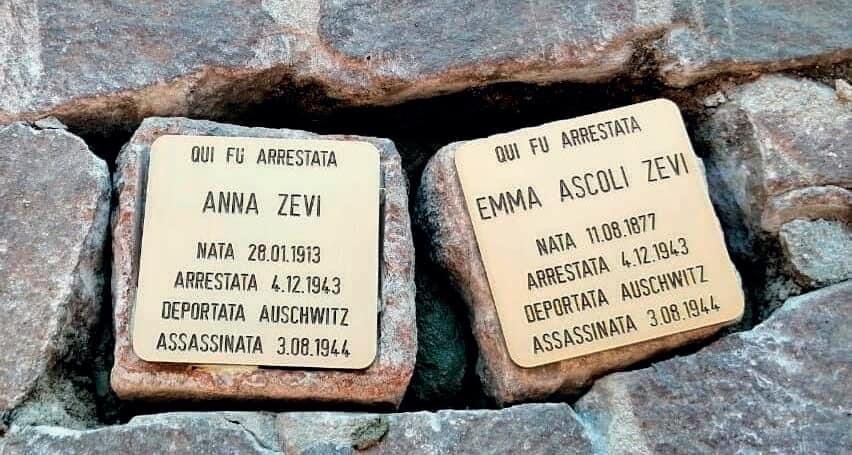 QUI FU ARRESTATA
ANNA ZEVI
NATA 28.01.1913
ARRESTATA 4.12.1943
DEPORTATA AUSCHWITZ
ASSASSINATA 3.08.1944
QUI FU ARRESTATA
EMMA ASCOLI ZEVI
NATA 11.08.1877
ARRESTATA 4.12.1943
DEPORTATA AUSCHWITZ
ASSASSINATA 3.08.1944